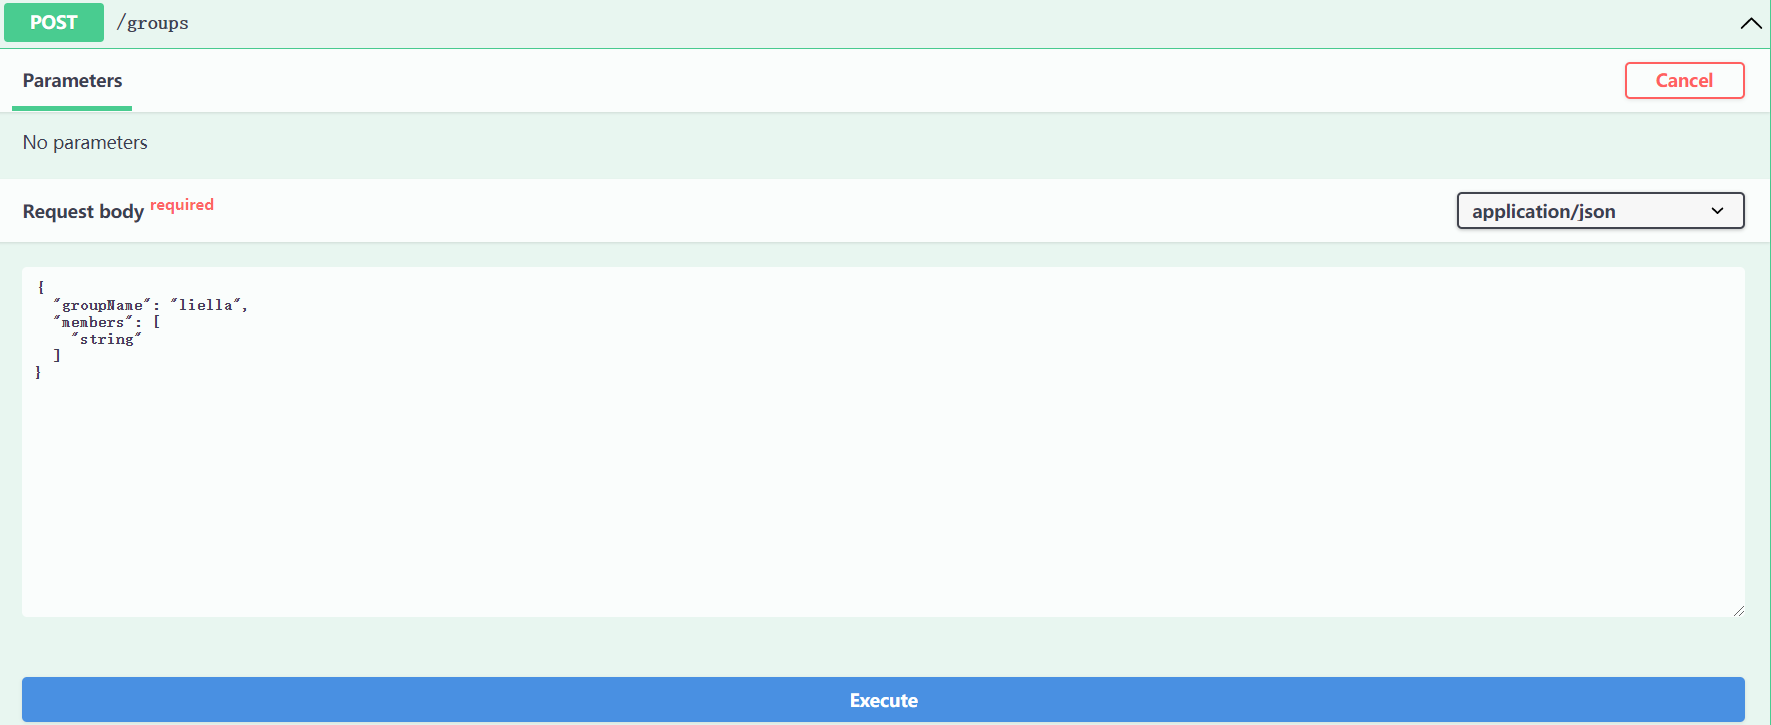 POST /groups
Parameters Cancel
No parameters
Request body required application/json
{
  "groupName": "liella",
  "members": [
    "string"
  ]
}
Execute